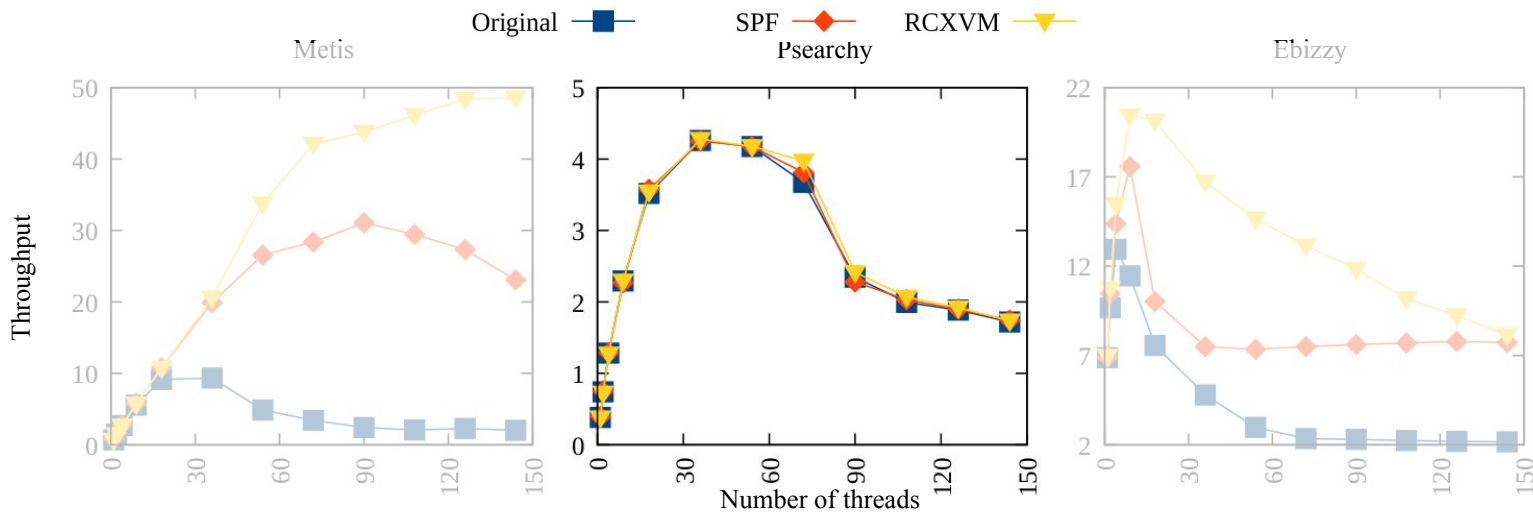 Original SPF RCXVM
Metis Psearchy Ebizzy
Throughput
50
40
30
20
10
0
0 30 60 90 120 150
5
4
3
2
1
0
0 30 60 90 120 150
22
17
12
7
2
0 30 60 90 120 150
Number of threads